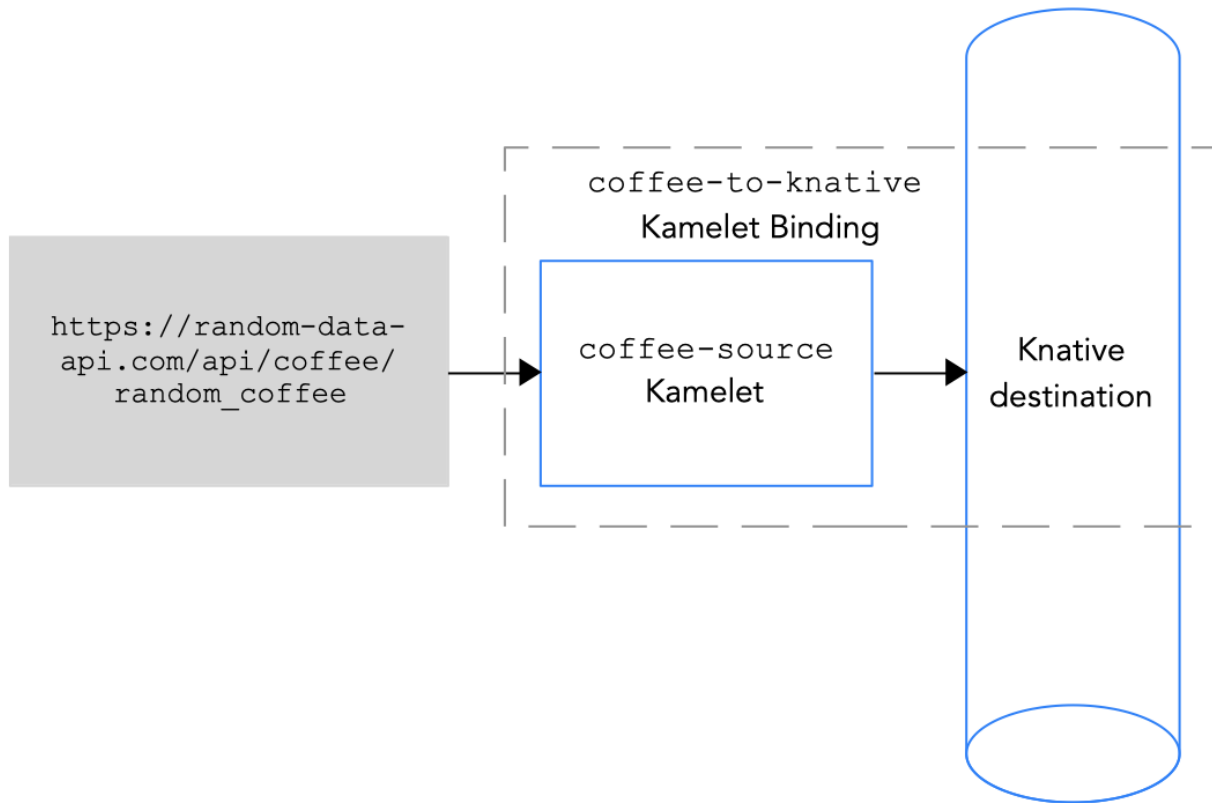 coffee-to-knative
Kamelet Binding
https://random-data-
api.com/api/coffee/
random_coffee
coffee-source
Kamelet
Knative
destination